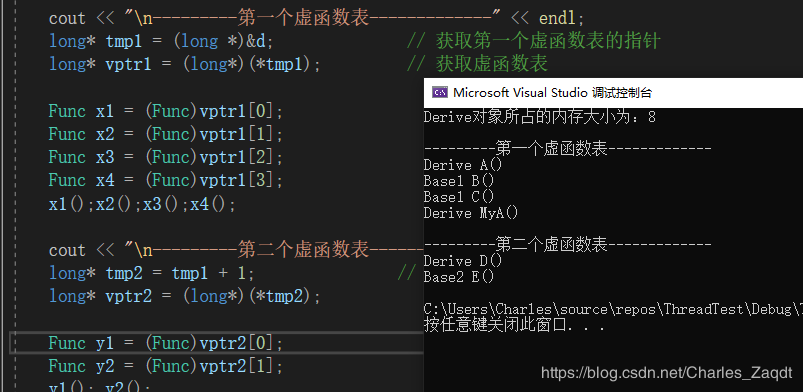 cout << "\n---------第一个虚函数表-------------" << endl;
long* tmp1 = (long *)&d; // 获取第一个虚函数表的指针
long* vptr1 = (long*)(*tmp1); // 获取虚函数表
Func x1 = (Func)vptr1[0];
Func x2 = (Func)vptr1[1];
Func x3 = (Func)vptr1[2];
Func x4 = (Func)vptr1[3];
x1();x2();x3();x4();
cout << "\n---------第二个虚函数表------
long* tmp2 = tmp1 + 1; //
long* vptr2 = (long*)(*tmp2);
Func y1 = (Func)vptr2[0];
Func y2 = (Func)vptr2[1];
y1(); y2();
Microsoft Visual Studio 调试控制台
Derive对象所占的内存大小为：8
---------第一个虚函数表-------------
Derive A()
Base1 B()
Base1 C()
Derive MyA()
---------第二个虚函数表-------------
Derive D()
Base2 E()
C:\Users\Charles\source\repos\ThreadTest\Debug\
按任意键关闭此窗口. . .
https://blog.csdn.net/Charles_Zaqdt